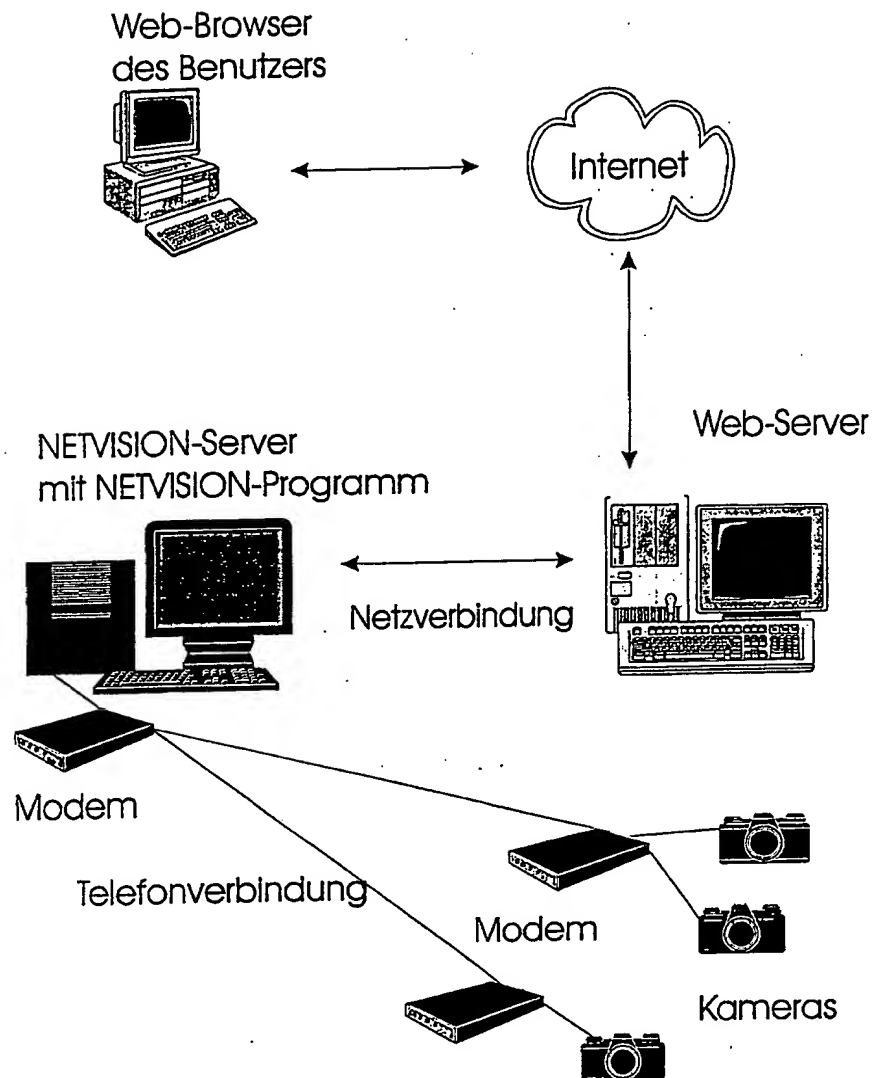 Web-Browser
des Benutzers
Internet
Web-Server
NETVISION-Server
mit NETVISION-Programm
Netzverbindung
Modem
Telefonverbindung
Modem
Kameras